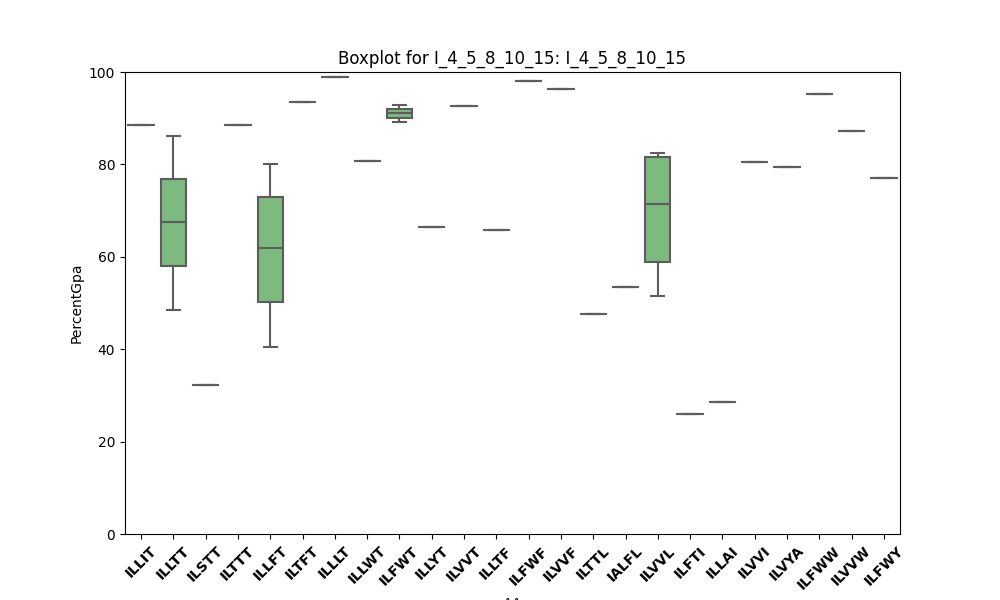 Boxplot for I_4_5_8_10_15: I_4_5_8_10_15
PercentGpa
100
80
60
40
20
0
ILLIT
ILLTT
ILSTT
ILTTT
ILLFT
ILTFT
ILLLT
ILLWT
ILFWT
ILLYT
ILVVT
ILLTF
ILFWF
ILVVF
ILTTL
IALFL
ILVVL
ILFTI
ILLAI
ILVVI
ILVYA
ILFWW
ILVVW
ILFWY